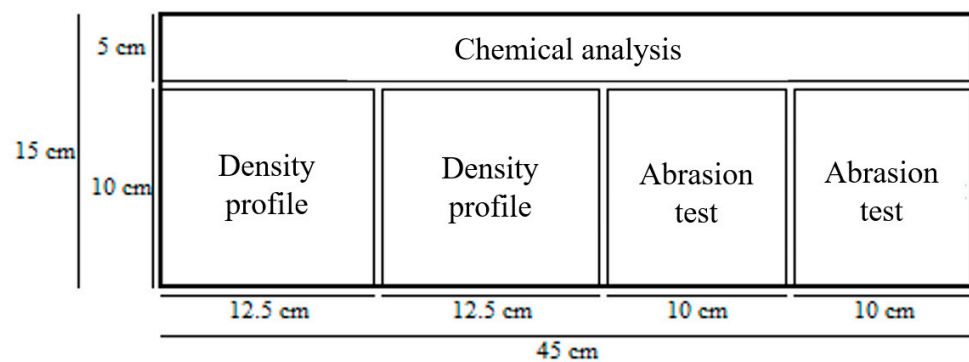 5 cm
Chemical analysis
15 cm
10 cm
Density
profile
Density
profile
Abrasion
test
Abrasion
test
12.5 cm
12.5 cm
10 cm
10 cm
45 cm